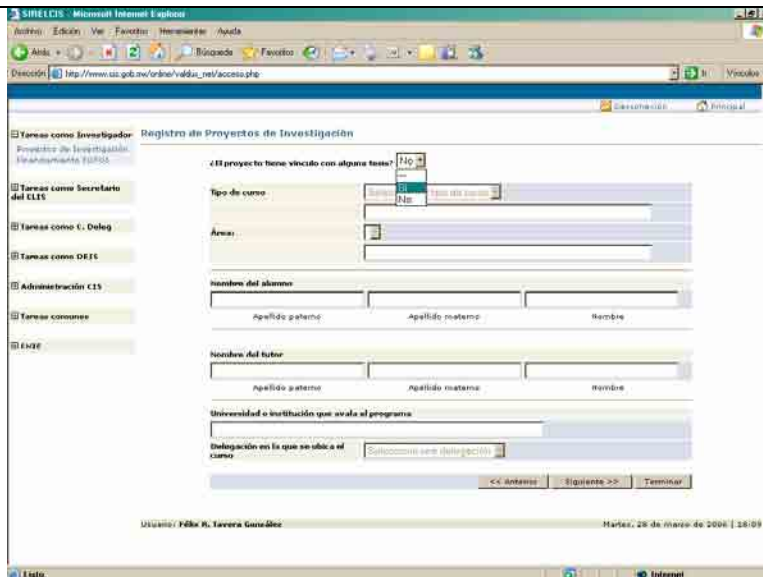 SIRELCIS - Microsoft Internet Explorer
Archivo Edición Ver Favoritos Herramientas Ayuda
Atrás Búsqueda Favoritos
Dirección http://www.cis.gob.mx/online/valdus_net/acceso.php Ir Vínculos
Principal
Tareas como Investigador
Proyectos de Investigación
Financiamiento
Tareas como Secretario del CLIS
Tareas como C. Deleg
Tareas como DEIS
Administración CIS
Tareas comunes
Registro de Proyectos de Investigación
¿El proyecto tiene vínculo con alguna tesis? No
---
Si
No
Tipo de curso
tipo de curso
Área:
Nombre del alumno
Apellido paterno Apellido materno Nombre
Nombre del tutor
Apellido paterno Apellido materno Nombre
Universidad o institución que avala el programa
Delegación en la que se ubica el curso
Seleccione una delegación
<< Anterior Siguiente >> Terminar
Usuario: Félix R. Tavera González Martes, 28 de marzo de 2006 | 18:09
Listo Internet